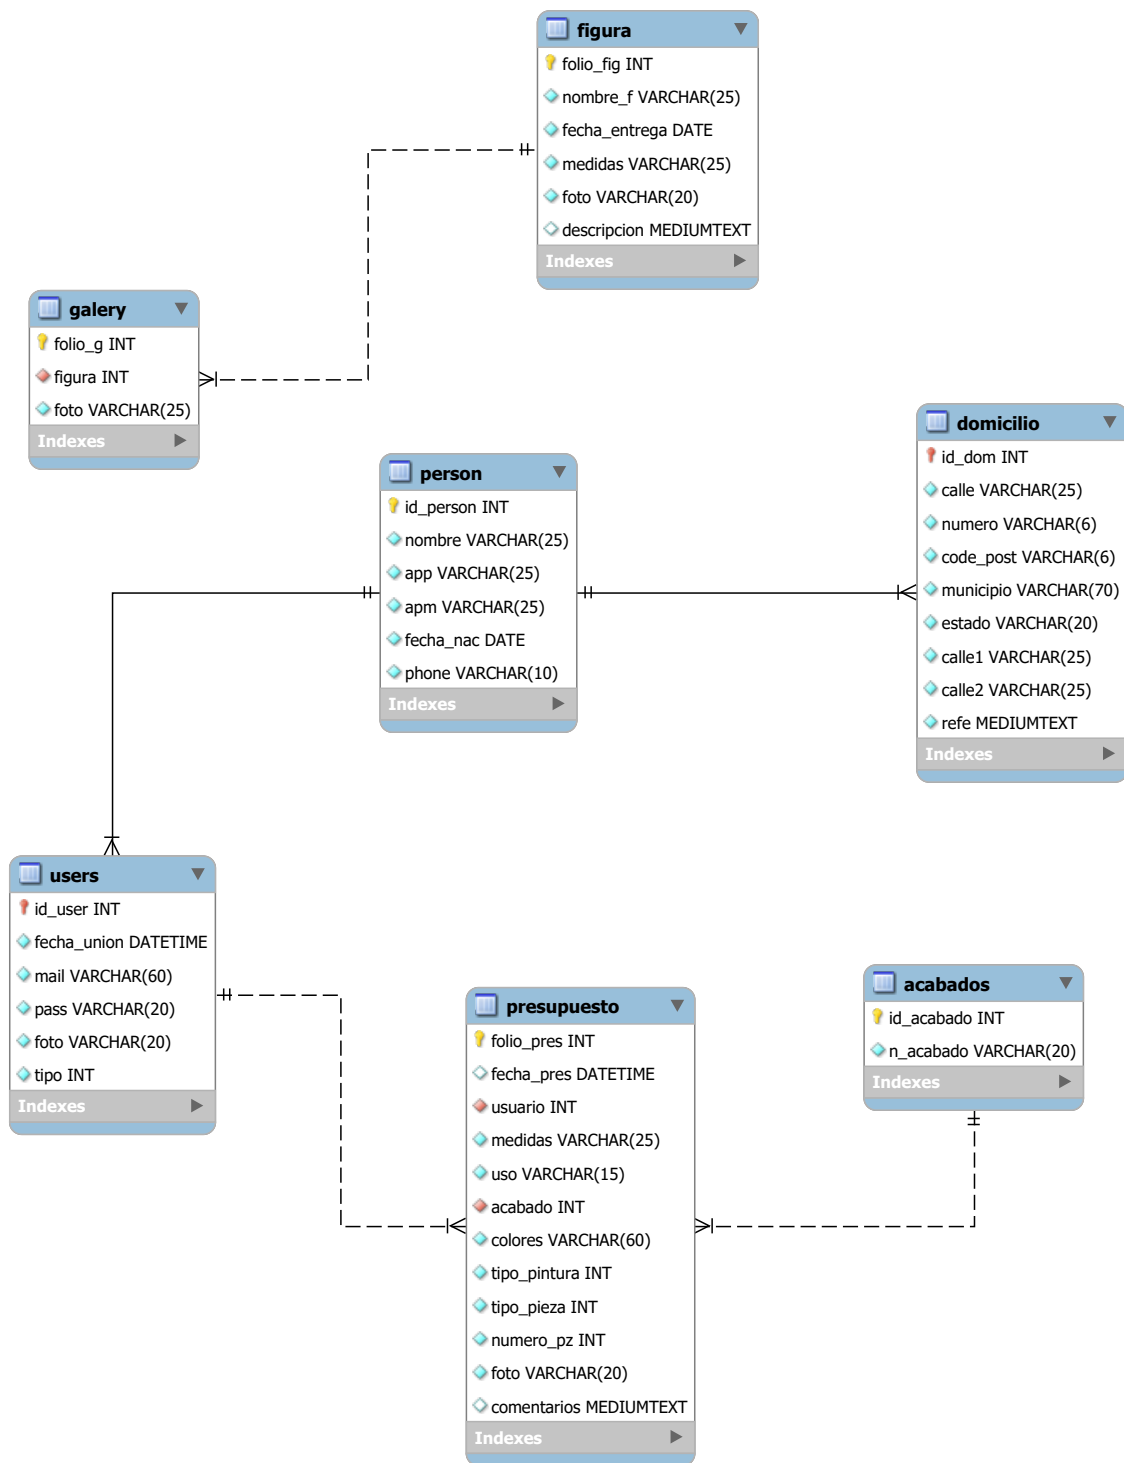 figura
folio_fig INT
nombre_f VARCHAR(25)
fecha_entrega DATE
medidas VARCHAR(25)
foto VARCHAR(20)
descripcion MEDIUMTEXT
Indexes
galery
folio_g INT
figura INT
foto VARCHAR(25)
Indexes
person
id_person INT
nombre VARCHAR(25)
app VARCHAR(25)
apm VARCHAR(25)
fecha_nac DATE
phone VARCHAR(10)
Indexes
domicilio
id_dom INT
calle VARCHAR(25)
numero VARCHAR(6)
code_post VARCHAR(6)
municipio VARCHAR(70)
estado VARCHAR(20)
calle1 VARCHAR(25)
calle2 VARCHAR(25)
refe MEDIUMTEXT
Indexes
users
id_user INT
fecha_union DATETIME
mail VARCHAR(60)
pass VARCHAR(20)
foto VARCHAR(20)
tipo INT
Indexes
presupuesto
folio_pres INT
fecha_pres DATETIME
usuario INT
medidas VARCHAR(25)
uso VARCHAR(15)
acabado INT
colores VARCHAR(60)
tipo_pintura INT
tipo_pieza INT
numero_pz INT
foto VARCHAR(20)
comentarios MEDIUMTEXT
Indexes
acabados
id_acabado INT
n_acabado VARCHAR(20)
Indexes